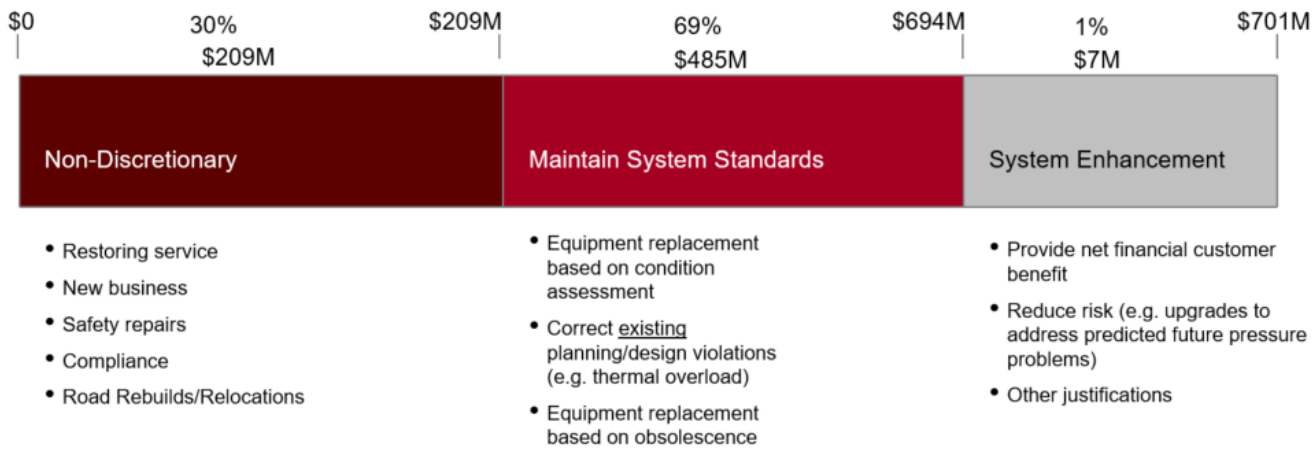 $0 30% $209M 69% $694M 1% $701M
$209M $485M $7M
Non-Discretionary Maintain System Standards System Enhancement
• Restoring service
• New business
• Safety repairs
• Compliance
• Road Rebuilds/Relocations
• Equipment replacement
based on condition
assessment
• Correct existing
planning/design violations
(e.g. thermal overload)
• Equipment replacement
based on obsolescence
• Provide net financial customer
benefit
• Reduce risk (e.g. upgrades to
address predicted future pressure
problems)
• Other justifications